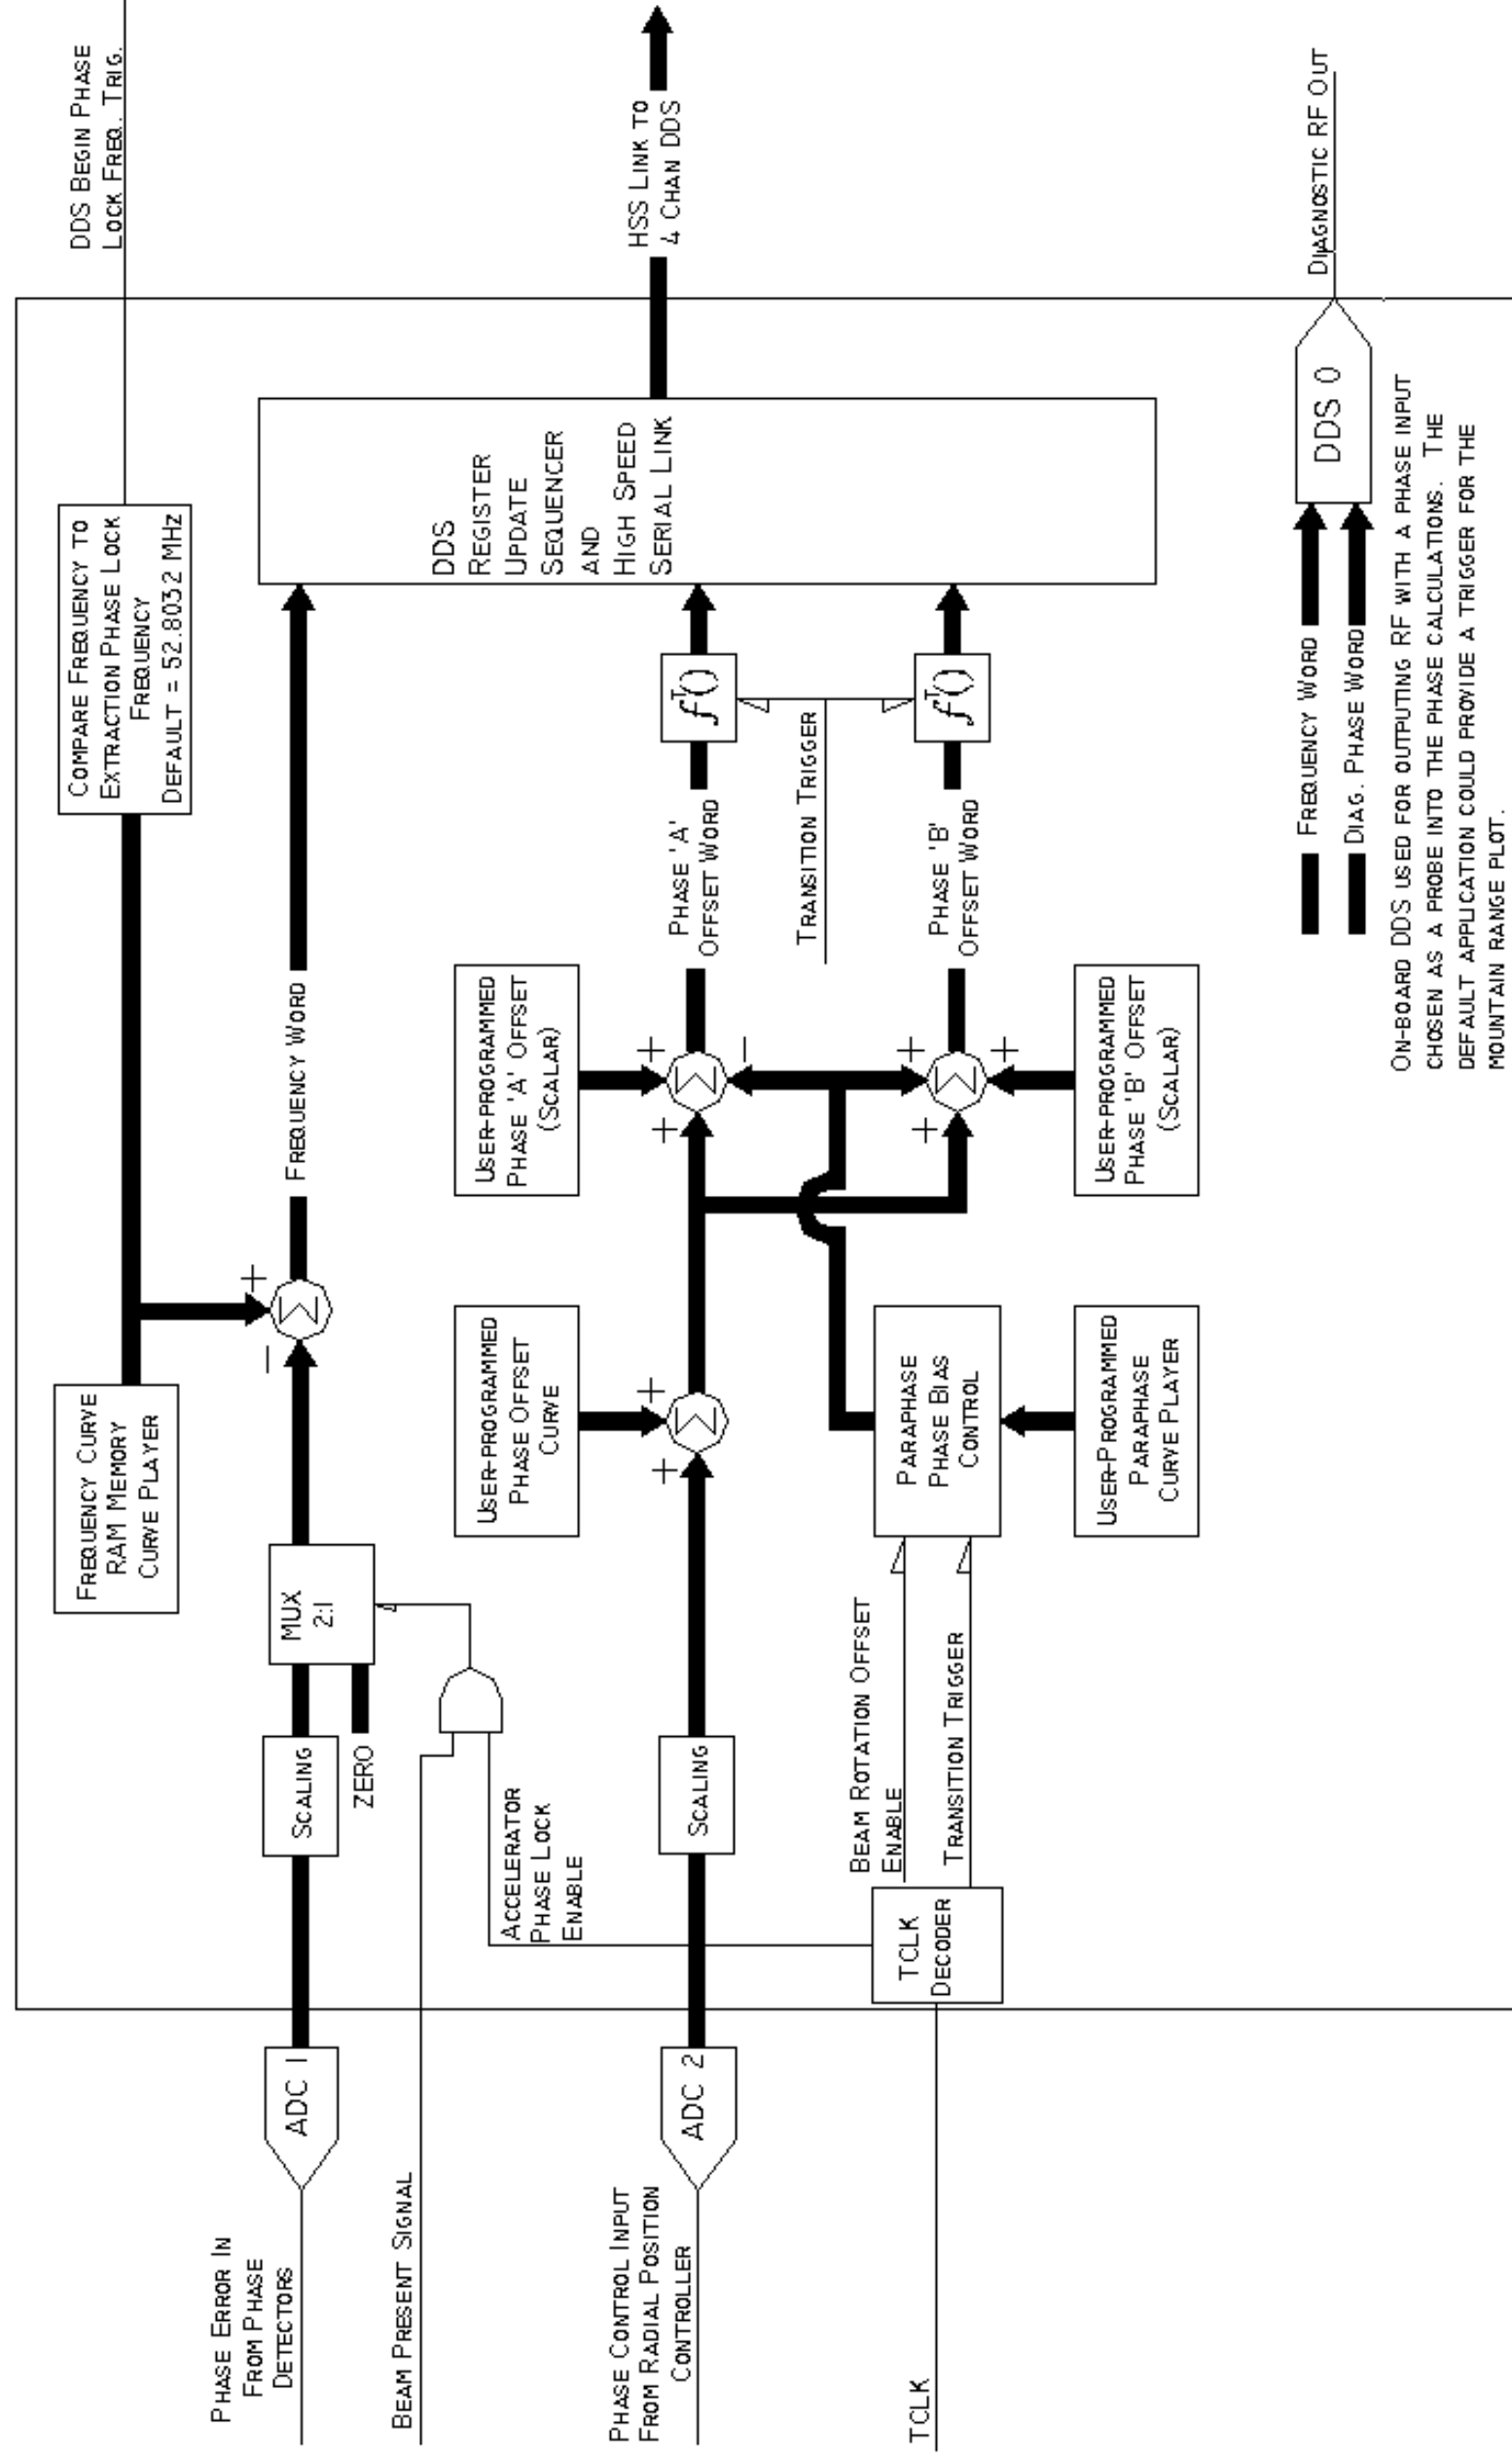 PHASE ERROR IN
FROM PHASE
DETECTORS
ADC 1
SCALING
ZERO
MUX
2:1
FREQUENCY CURVE
RAM MEMORY
CURVE PLAYER
−
+
Σ
FREQUENCY WORD
COMPARE FREQUENCY TO
EXTRACTION PHASE LOCK
FREQUENCY
DEFAULT = 52.8032 MHz
DDS BEGIN PHASE
LOCK FREQ. TRIG.
BEAM PRESENT SIGNAL
ACCELERATOR
PHASE LOCK
ENABLE
PHASE CONTROL INPUT
FROM RADIAL POSITION
CONTROLLER
ADC 2
SCALING
USER-PROGRAMMED
PHASE OFFSET
CURVE
+
+
Σ
USER-PROGRAMMED
PHASE 'A' OFFSET
(SCALAR)
+
+
−
Σ
PHASE 'A'
OFFSET WORD
f^T()
TRANSITION TRIGGER
+
+
+
Σ
PHASE 'B'
OFFSET WORD
f^T()
USER-PROGRAMMED
PHASE 'B' OFFSET
(SCALAR)
DDS
REGISTER
UPDATE
SEQUENCER
AND
HIGH SPEED
SERIAL LINK
HSS LINK TO
4 CHAN DDS
TCLK
TCLK
DECODER
BEAM ROTATION OFFSET
ENABLE
TRANSITION TRIGGER
PARAPHASE
PHASE BIAS
CONTROL
USER-PROGRAMMED
PARAPHASE
CURVE PLAYER
FREQUENCY WORD
DIAG. PHASE WORD
DDS 0
DIAGNOSTIC RF OUT
ON-BOARD DDS USED FOR OUTPUTING RF WITH A PHASE INPUT
CHOSEN AS A PROBE INTO THE PHASE CALCULATIONS. THE
DEFAULT APPLICATION COULD PROVIDE A TRIGGER FOR THE
MOUNTAIN RANGE PLOT.